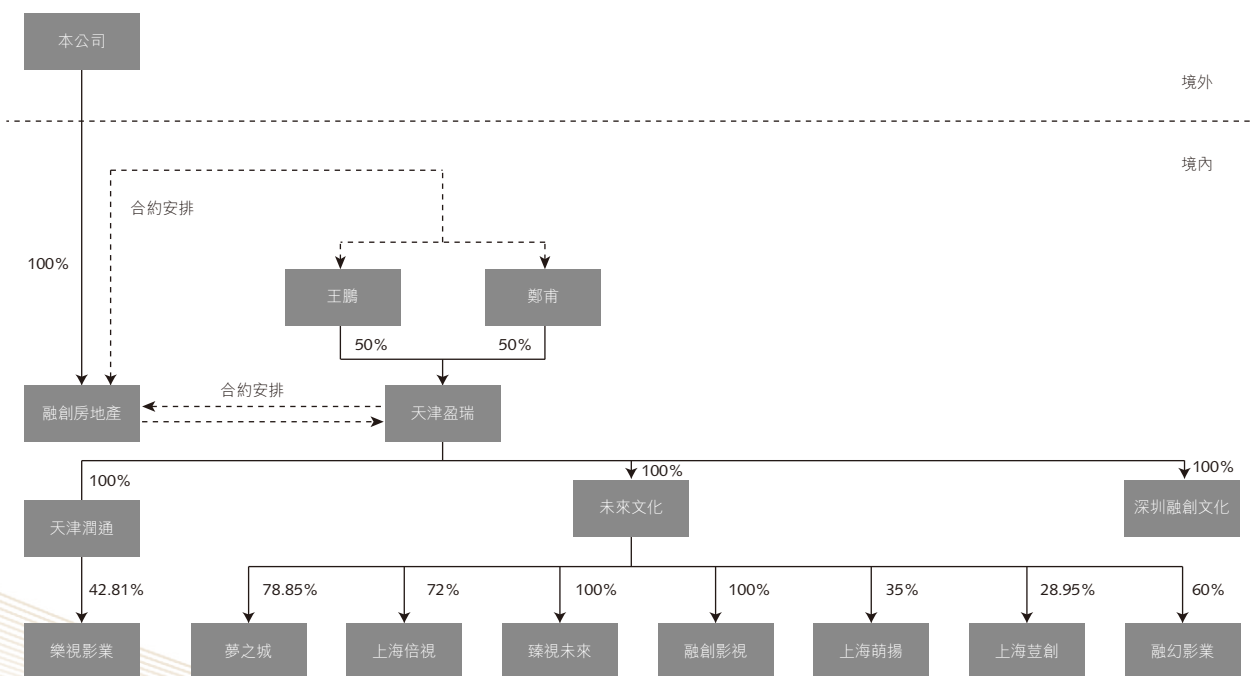 本公司
境外
境內
合約安排
100%
王鵬
鄭甫
50%
50%
融創房地產
合約安排
天津盈瑞
100%
100%
100%
天津潤通
未來文化
深圳融創文化
42.81%
78.85%
72%
100%
100%
35%
28.95%
60%
樂視影業
夢之城
上海倍視
臻視未來
融創影視
上海萌揚
上海荳創
融幻影業